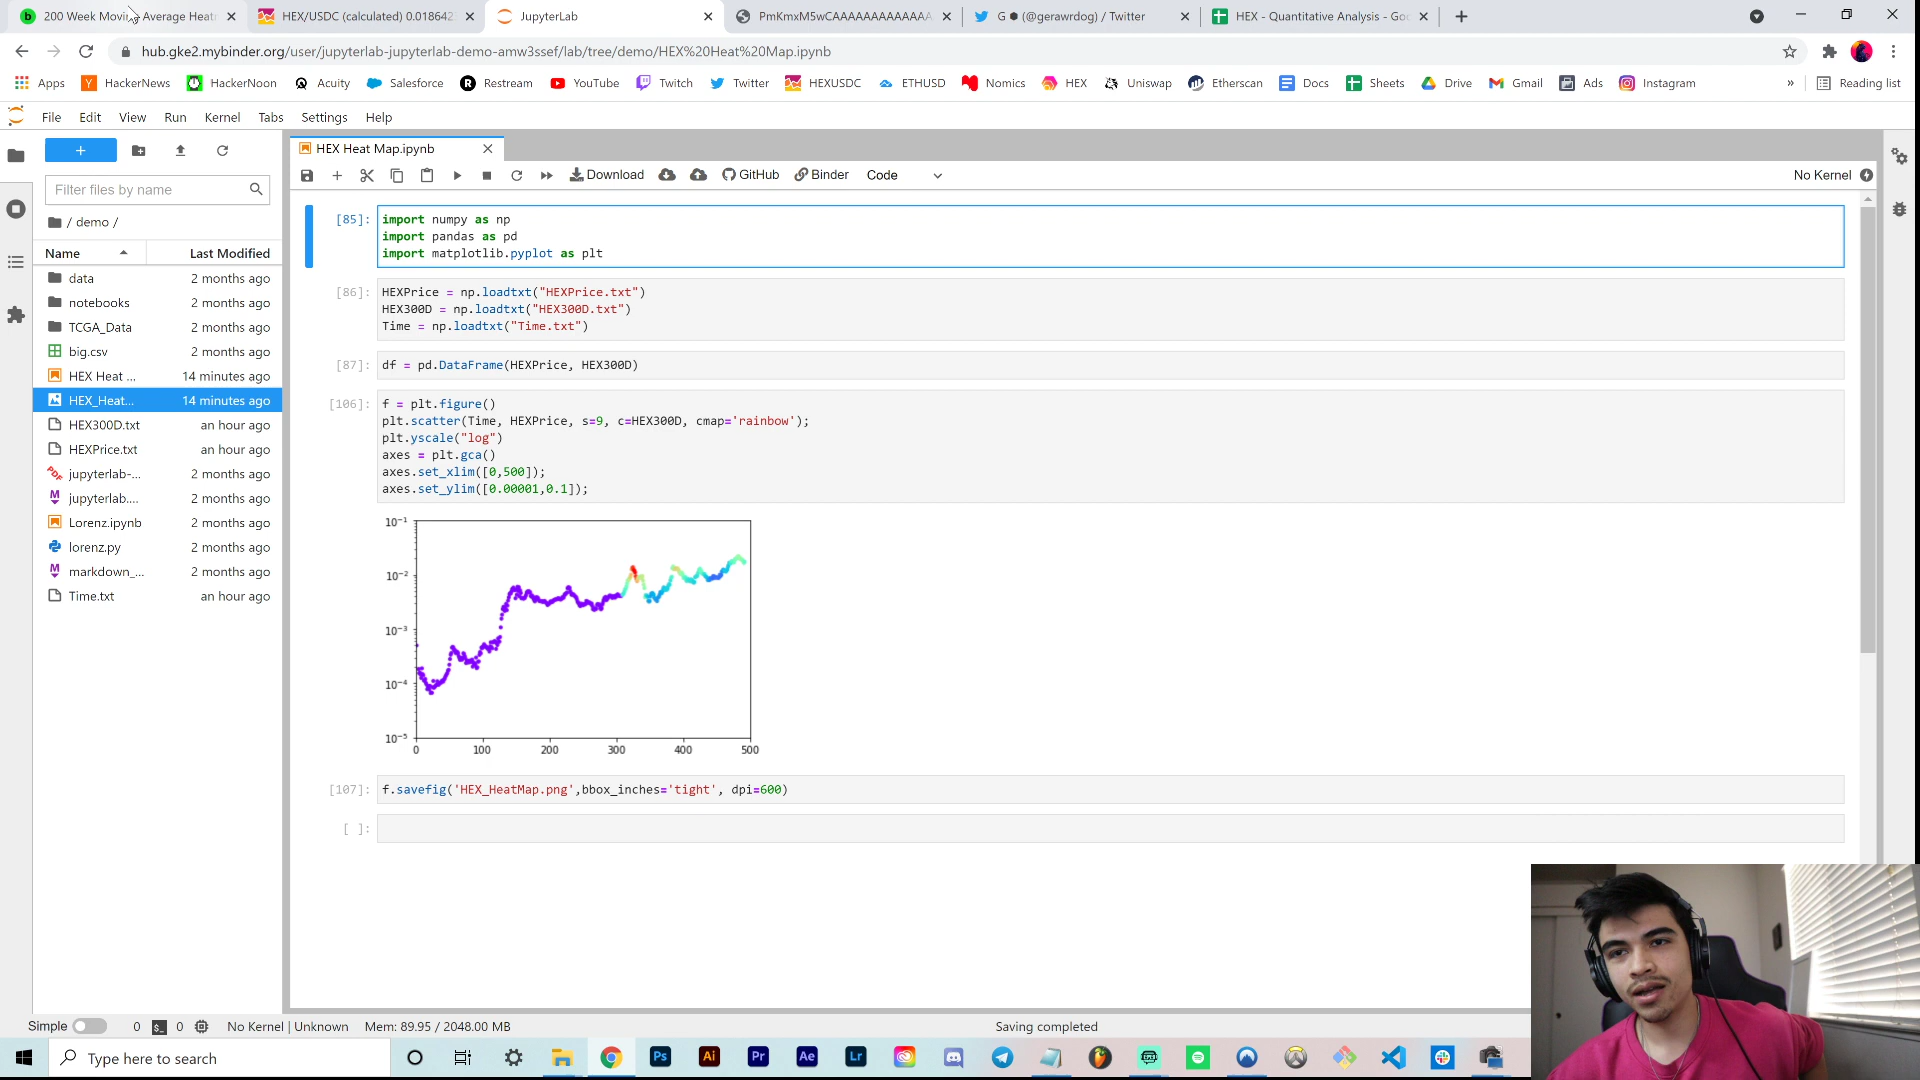 200 Week Moving Average Heat
HEX/USDC (calculated) 0.018642
JupyterLab
PmKmxM5wCAAAAAAAAAAAA
G ⬢ (@gerawrdog) / Twitter
HEX - Quantitative Analysis - Goo
hub.gke2.mybinder.org/user/jupyterlab-jupyterlab-demo-amw3ssef/lab/tree/demo/HEX%20Heat%20Map.ipynb
Apps HackerNews HackerNoon Acuity Salesforce Restream YouTube Twitch Twitter HEXUSDC ETHUSD Nomics HEX Uniswap Etherscan Docs Sheets Drive Gmail Ads Instagram » Reading list
File Edit View Run Kernel Tabs Settings Help
HEX Heat Map.ipynb
Filter files by name
Download GitHub Binder Code No Kernel
/ demo /
Name Last Modified
data 2 months ago
notebooks 2 months ago
TCGA_Data 2 months ago
big.csv 2 months ago
HEX Heat ... 14 minutes ago
HEX_Heat... 14 minutes ago
HEX300D.txt an hour ago
HEXPrice.txt an hour ago
jupyterlab-... 2 months ago
jupyterlab.... 2 months ago
Lorenz.ipynb 2 months ago
lorenz.py 2 months ago
markdown_... 2 months ago
Time.txt an hour ago
[85]: import numpy as np
import pandas as pd
import matplotlib.pyplot as plt
[86]: HEXPrice = np.loadtxt("HEXPrice.txt")
HEX300D = np.loadtxt("HEX300D.txt")
Time = np.loadtxt("Time.txt")
[87]: df = pd.DataFrame(HEXPrice, HEX300D)
[106]: f = plt.figure()
plt.scatter(Time, HEXPrice, s=9, c=HEX300D, cmap='rainbow');
plt.yscale("log")
axes = plt.gca()
axes.set_xlim([0,500]);
axes.set_ylim([0.00001,0.1]);
10⁻¹
10⁻²
10⁻³
10⁻⁴
10⁻⁵
0 100 200 300 400 500
[107]: f.savefig('HEX_HeatMap.png',bbox_inches='tight', dpi=600)
[ ]:
Simple 0 $_ 0 No Kernel | Unknown Mem: 89.95 / 2048.00 MB Saving completed
Type here to search
Ps Ai Pr Ae Lr